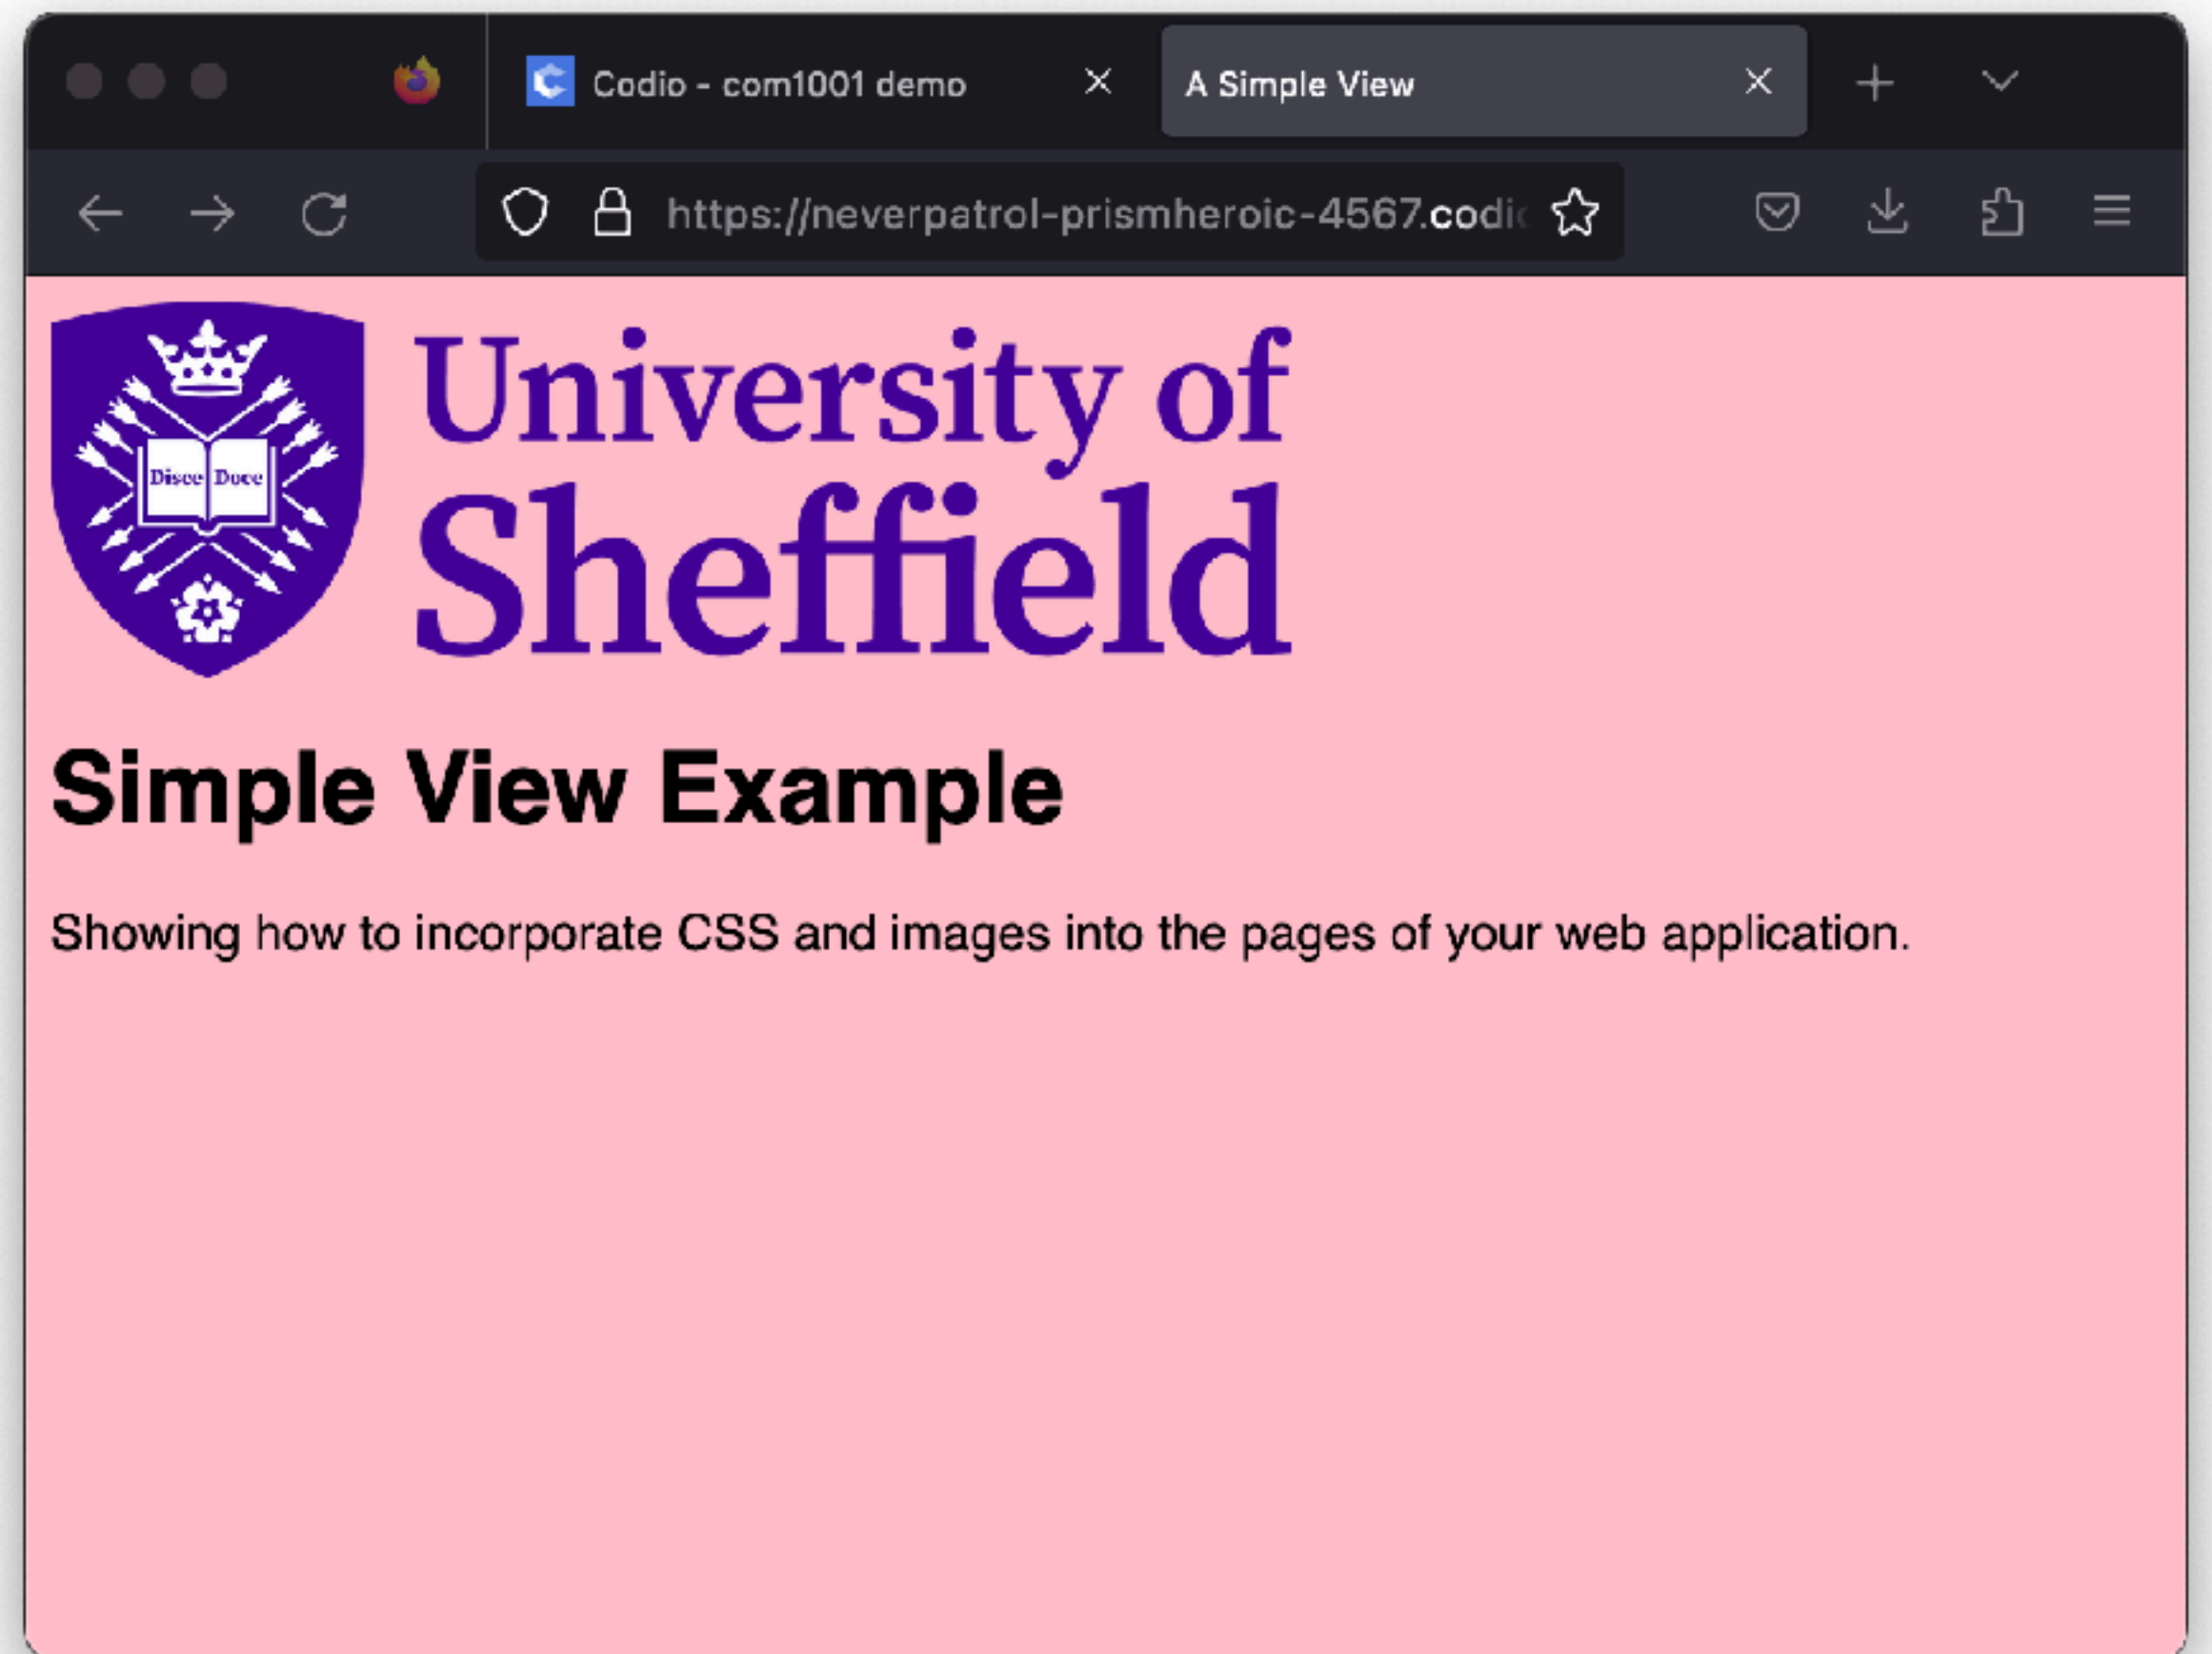 Codio - com1001 demo
A Simple View
https://neverpatrol-prismheroic-4567.codio
University of
Sheffield
Disce Doce
Simple View Example
Showing how to incorporate CSS and images into the pages of your web application.